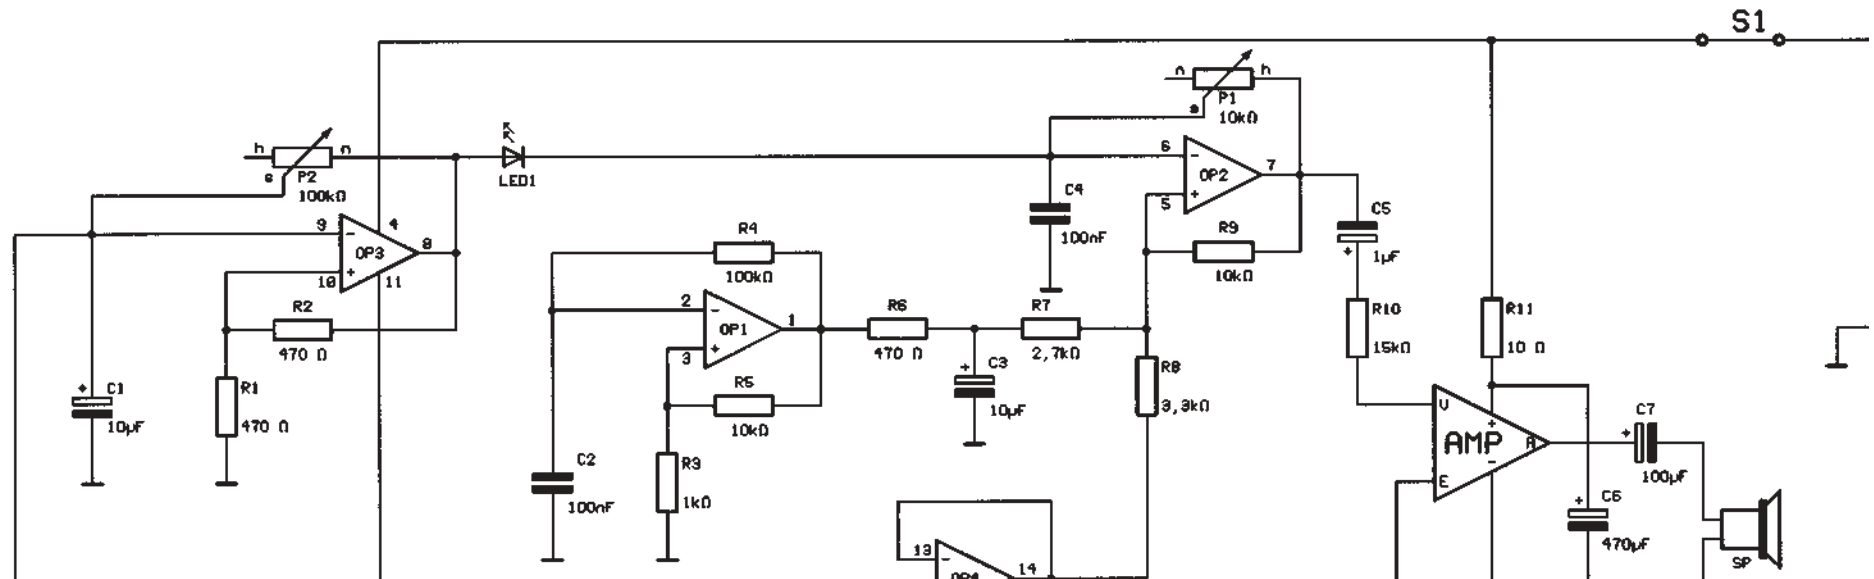 S1
n
h
P1
s
10kΩ
h
n
P2
s
100kΩ
LED1
6
-
OP2
7
+
5
C4
100nF
C5
+
1µF
9
-
4
OP3
8
+
10
11
R4
100kΩ
R9
10kΩ
R2
470 Ω
2
-
OP1
1
+
3
R6
470 Ω
R7
2,7kΩ
R10
15kΩ
R11
10 Ω
+
C1
10µF
R1
470 Ω
R5
10kΩ
+
C3
10µF
R8
3,3kΩ
V
+
AMP
A
-
E
C7
+
100µF
C2
100nF
R3
1kΩ
+
C6
470µF
SP
13
-
14
OP4